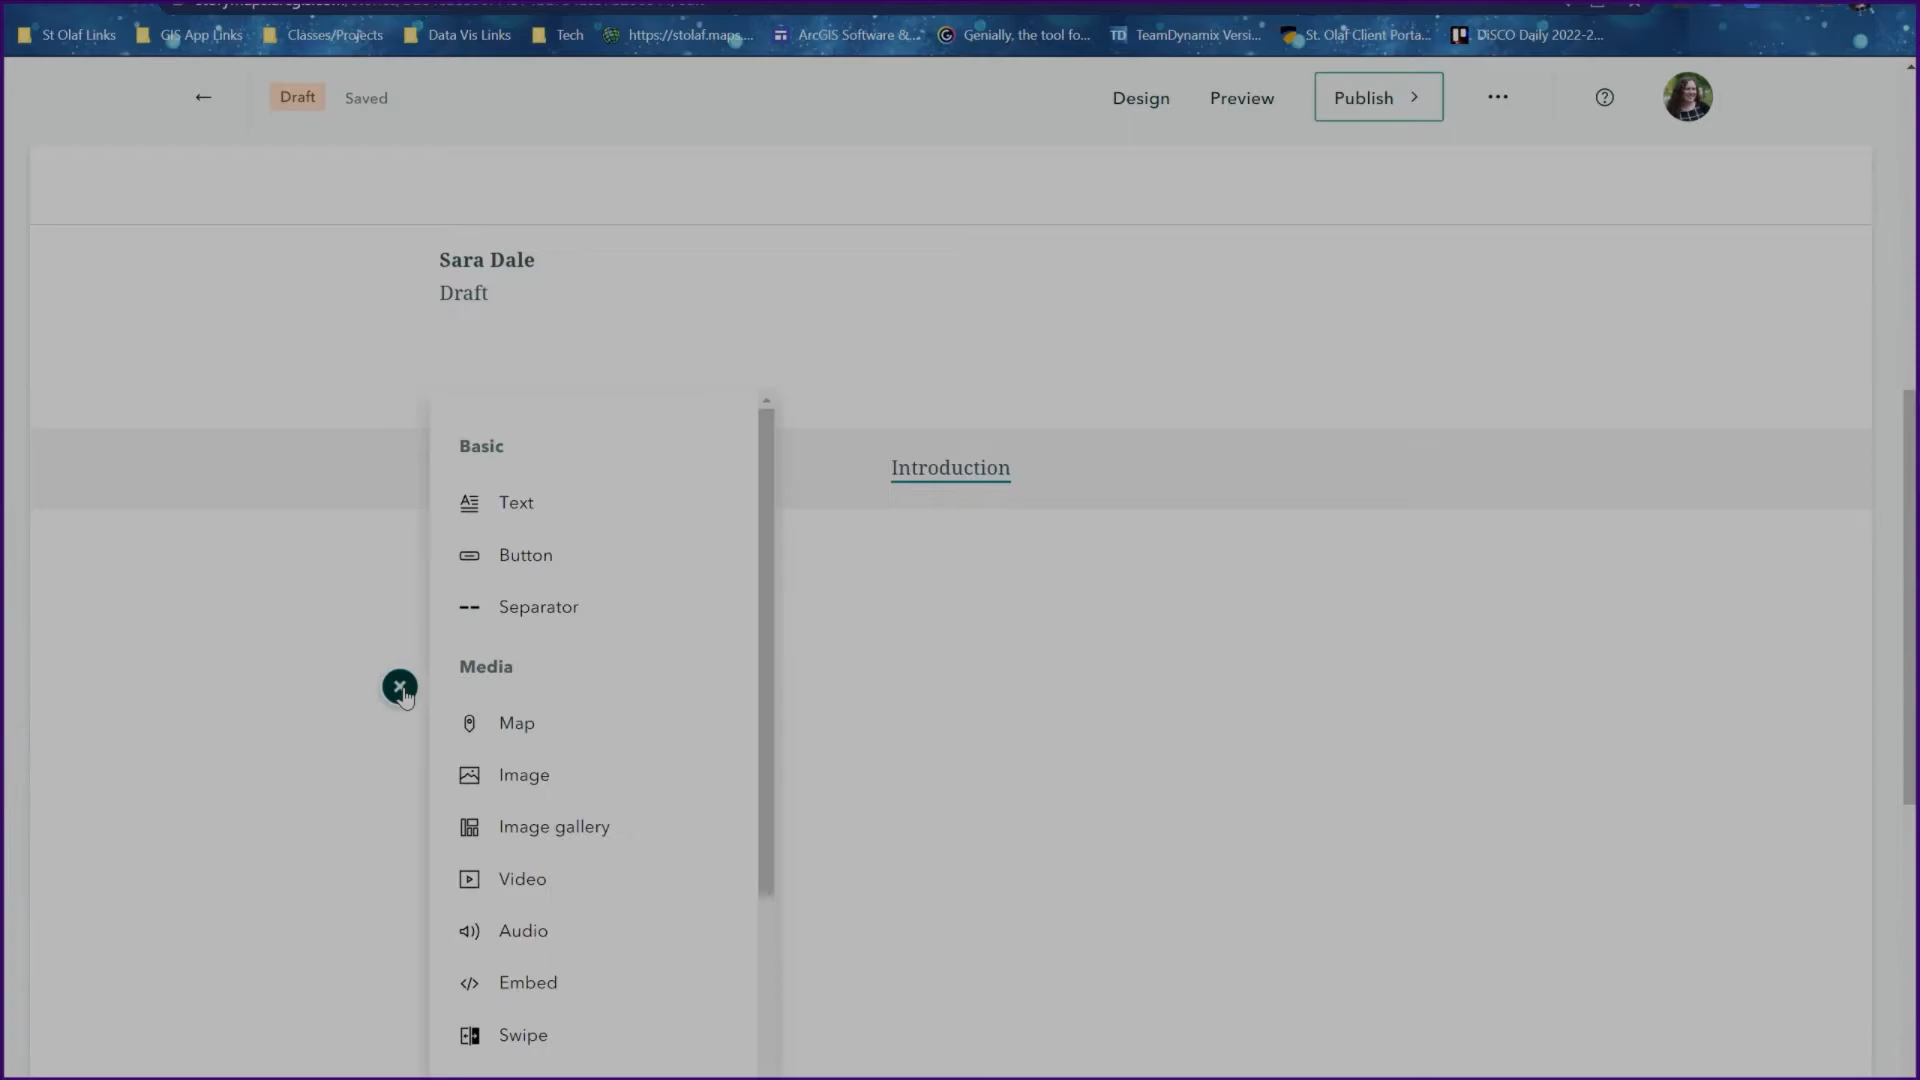 St Olaf Links
GIS App Links
Classes/Projects
Data Vis Links
Tech
https://stolaf.maps....
ArcGIS Software &...
Genially, the tool fo...
TD TeamDynamix Versi...
St. Olaf Client Porta...
DiSCO Daily 2022-2...
Draft
Saved
Design
Preview
Publish
Sara Dale
Draft
Introduction
Basic
Text
Button
Separator
Media
Map
Image
Image gallery
Video
Audio
Embed
Swipe